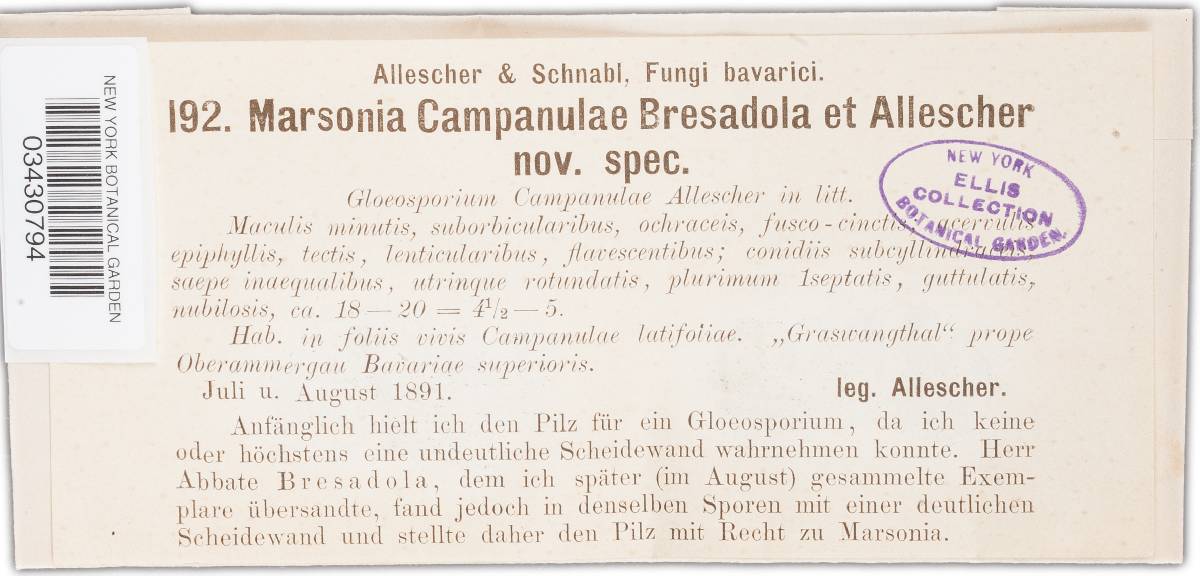 Allescher & Schnabl, Fungi bavarici.
192. Marsonia Campanulae Bresadola et Allescher
nov. spec.
Gloeosporium Campanulae Allescher in litt.
Maculis minutis, suborbicularibus, ochraceis, fusco-cinctis, acervulis
epiphyllis, tectis, lenticularibus, flavescentibus; conidiis subcyllindraceis,
saepe inaequalibus, utrinque rotundatis, plurimum 1septatis, guttulatis,
nubilosis, ca. 18—20 = 4½—5.
Hab. in foliis vivis Campanulae latifoliae. „Graswangthal“ prope
Oberammergau Bavariae superioris.
Juli u. August 1891. leg. Allescher.
Anfänglich hielt ich den Pilz für ein Gloeosporium, da ich keine
oder höchstens eine undeutliche Scheidewand wahrnehmen konnte. Herr
Abbate Bresadola, dem ich später (im August) gesammelte Exem-
plare übersandte, fand jedoch in denselben Sporen mit einer deutlichen
Scheidewand und stellte daher den Pilz mit Recht zu Marsonia.
NEW YORK
ELLIS
COLLECTION
BOTANICAL GARDEN.
NEW YORK BOTANICAL GARDEN
03430794